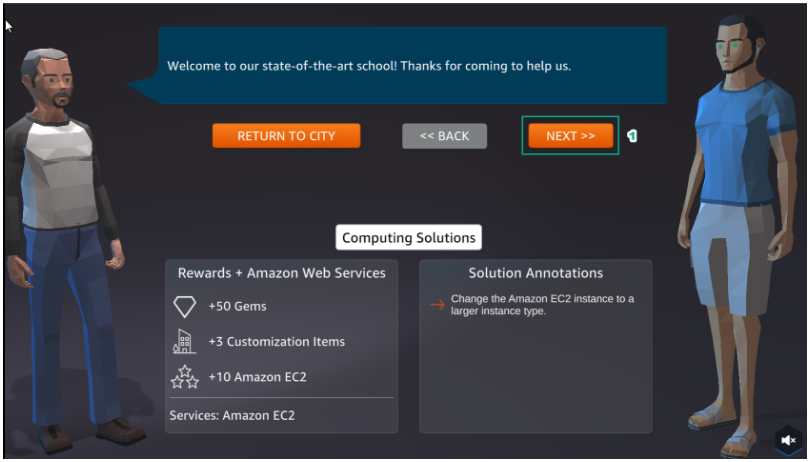 Welcome to our state-of-the-art school! Thanks for coming to help us.
RETURN TO CITY
<< BACK
NEXT >>
1
Computing Solutions
Rewards + Amazon Web Services
+50 Gems
+3 Customization Items
+10 Amazon EC2
Services: Amazon EC2
Solution Annotations
Change the Amazon EC2 instance to a
larger instance type.